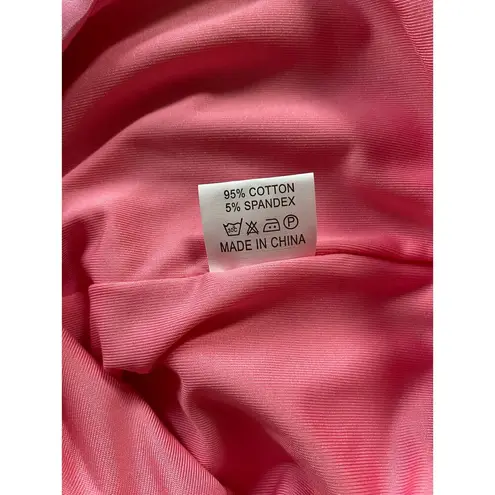 95% COTTON
5% SPANDEX
P
MADE IN CHINA